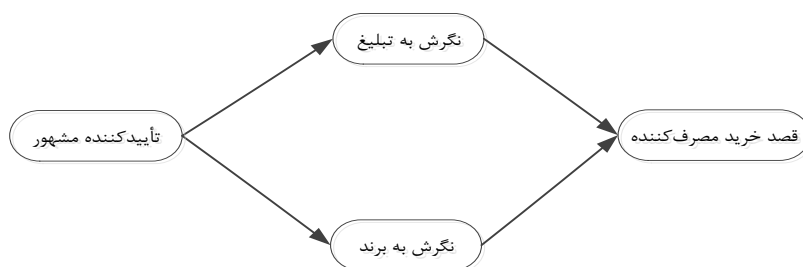 نگرش به تبلیغ
تأییدکننده مشهور
قصد خرید مصرف‌کننده
نگرش به برند